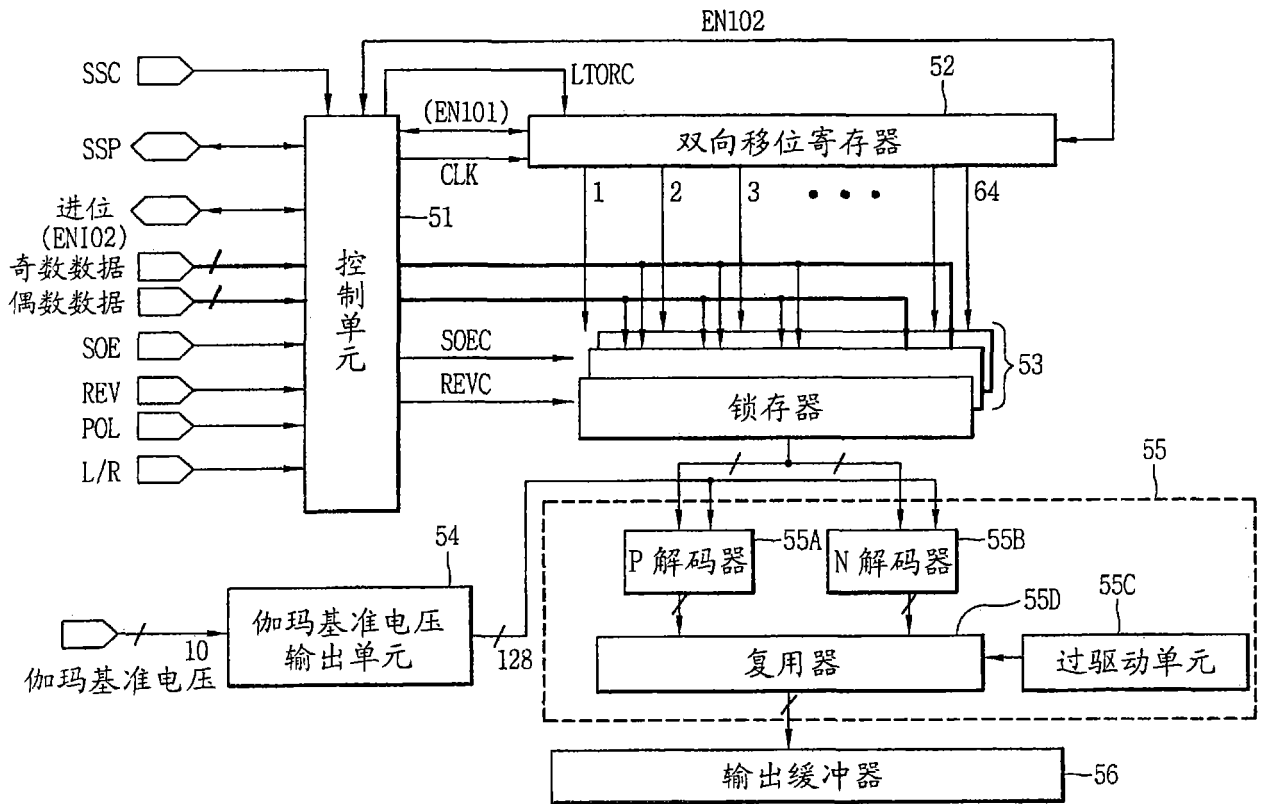 EN102
SSC
LTORC
52
(EN101)
双向移位寄存器
SSP
CLK
1
2
3
64
进位
(ENI02)
51
奇数数据
偶数数据
控制单元
SOE
SOEC
53
REV
REVC
锁存器
POL
L/R
55
P 解码器
55A
N 解码器
55B
54
伽玛基准电压
输出单元
10
128
伽玛基准电压
55D
55C
复用器
过驱动单元
输出缓冲器
56